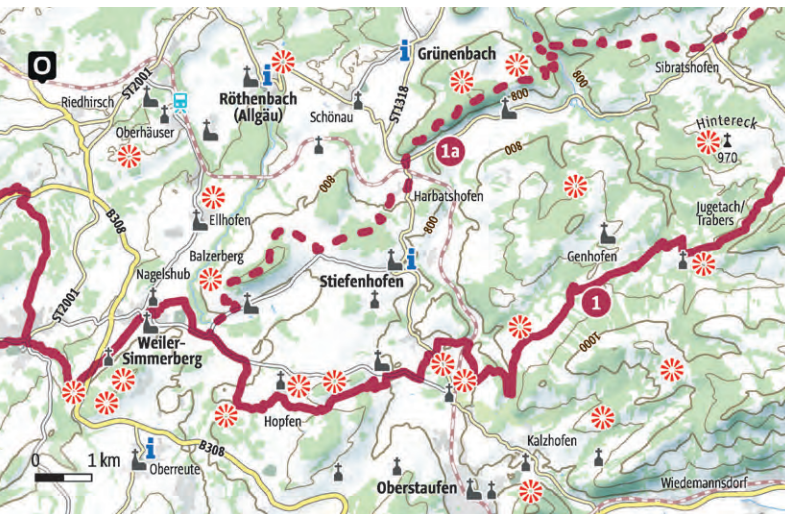 O
ST2001
Riedhirsch
Oberhäuser
Röthenbach
(Allgäu)
Schönau
Grünenbach
ST1318
800
800
Sibratshofen
Hintereck
970
1a
800
800
Harbatshofen
800
Ellhofen
B308
Balzerberg
Nagelshub
ST2001
Stiefenhofen
Genhofen
Jugetach/
Trabers
1
1000
Weiler-
Simmerberg
Hopfen
B308
Oberreute
0 1 km
Kalzhofen
Oberstaufen
Wiedemannsdorf